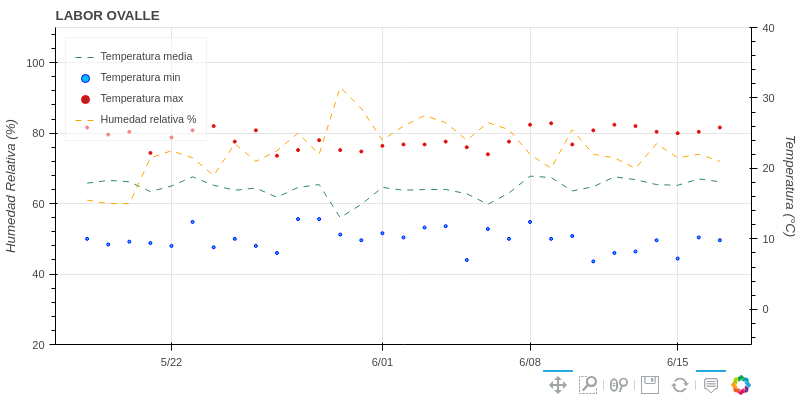 LABOR OVALLE
Temperatura media
Temperatura min
Temperatura max
Humedad relativa %
Humedad Relativa (%)
100
80
60
40
20
Temperatura (°C)
40
30
20
10
0
5/22
6/01
6/08
6/15